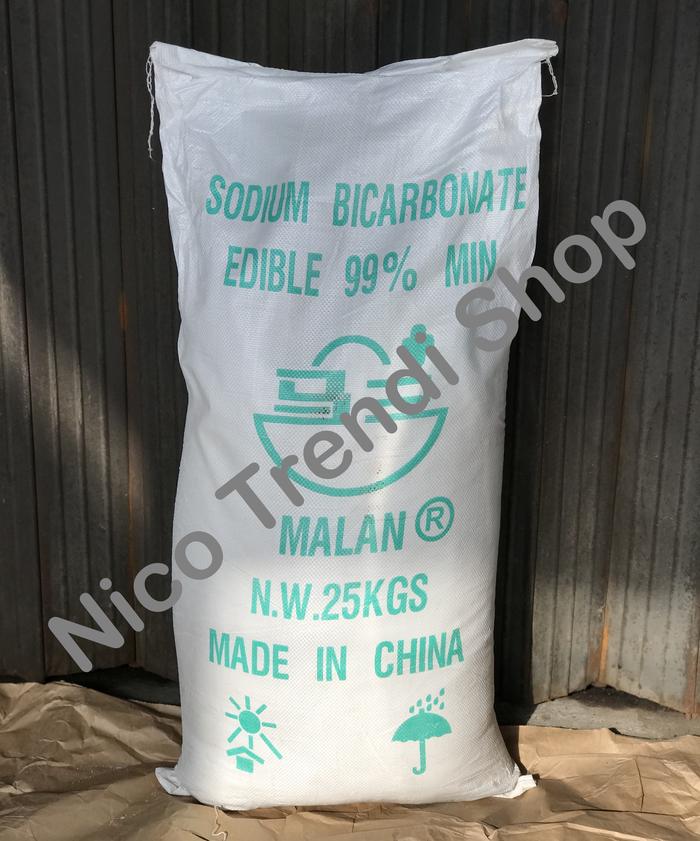 SODIUM BICARBONATE
EDIBLE 99% MIN
MALAN ®
N.W.25KGS
MADE IN CHINA
Nico Trendi Shop